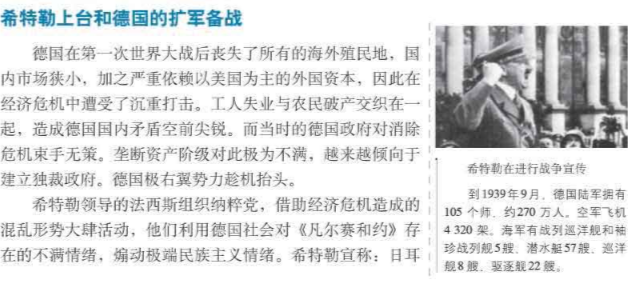 希特勒上台和德国的扩军备战
德国在第一次世界大战后丧失了所有的海外殖民地，国
内市场狭小，加之严重依赖以美国为主的外国资本，因此在
经济危机中遭受了沉重打击。工人失业与农民破产交织在一
起，造成德国国内矛盾空前尖锐。而当时的德国政府对消除
危机束手无策。垄断资产阶级对此极为不满，越来越倾向于
建立独裁政府。德国极右翼势力趁机抬头。
希特勒领导的法西斯组织纳粹党，借助经济危机造成的
混乱形势大肆活动，他们利用德国社会对《凡尔赛和约》存
在的不满情绪，煽动极端民族主义情绪。希特勒宣称：日耳
希特勒在进行战争宣传
到1939年9月，德国陆军拥有
105 个师、约270 万人。空军飞机
4 320 架。海军有战列巡洋舰和袖
珍战列舰5艘、潜水艇57艘、巡洋
舰8 艘、驱逐舰22 艘。